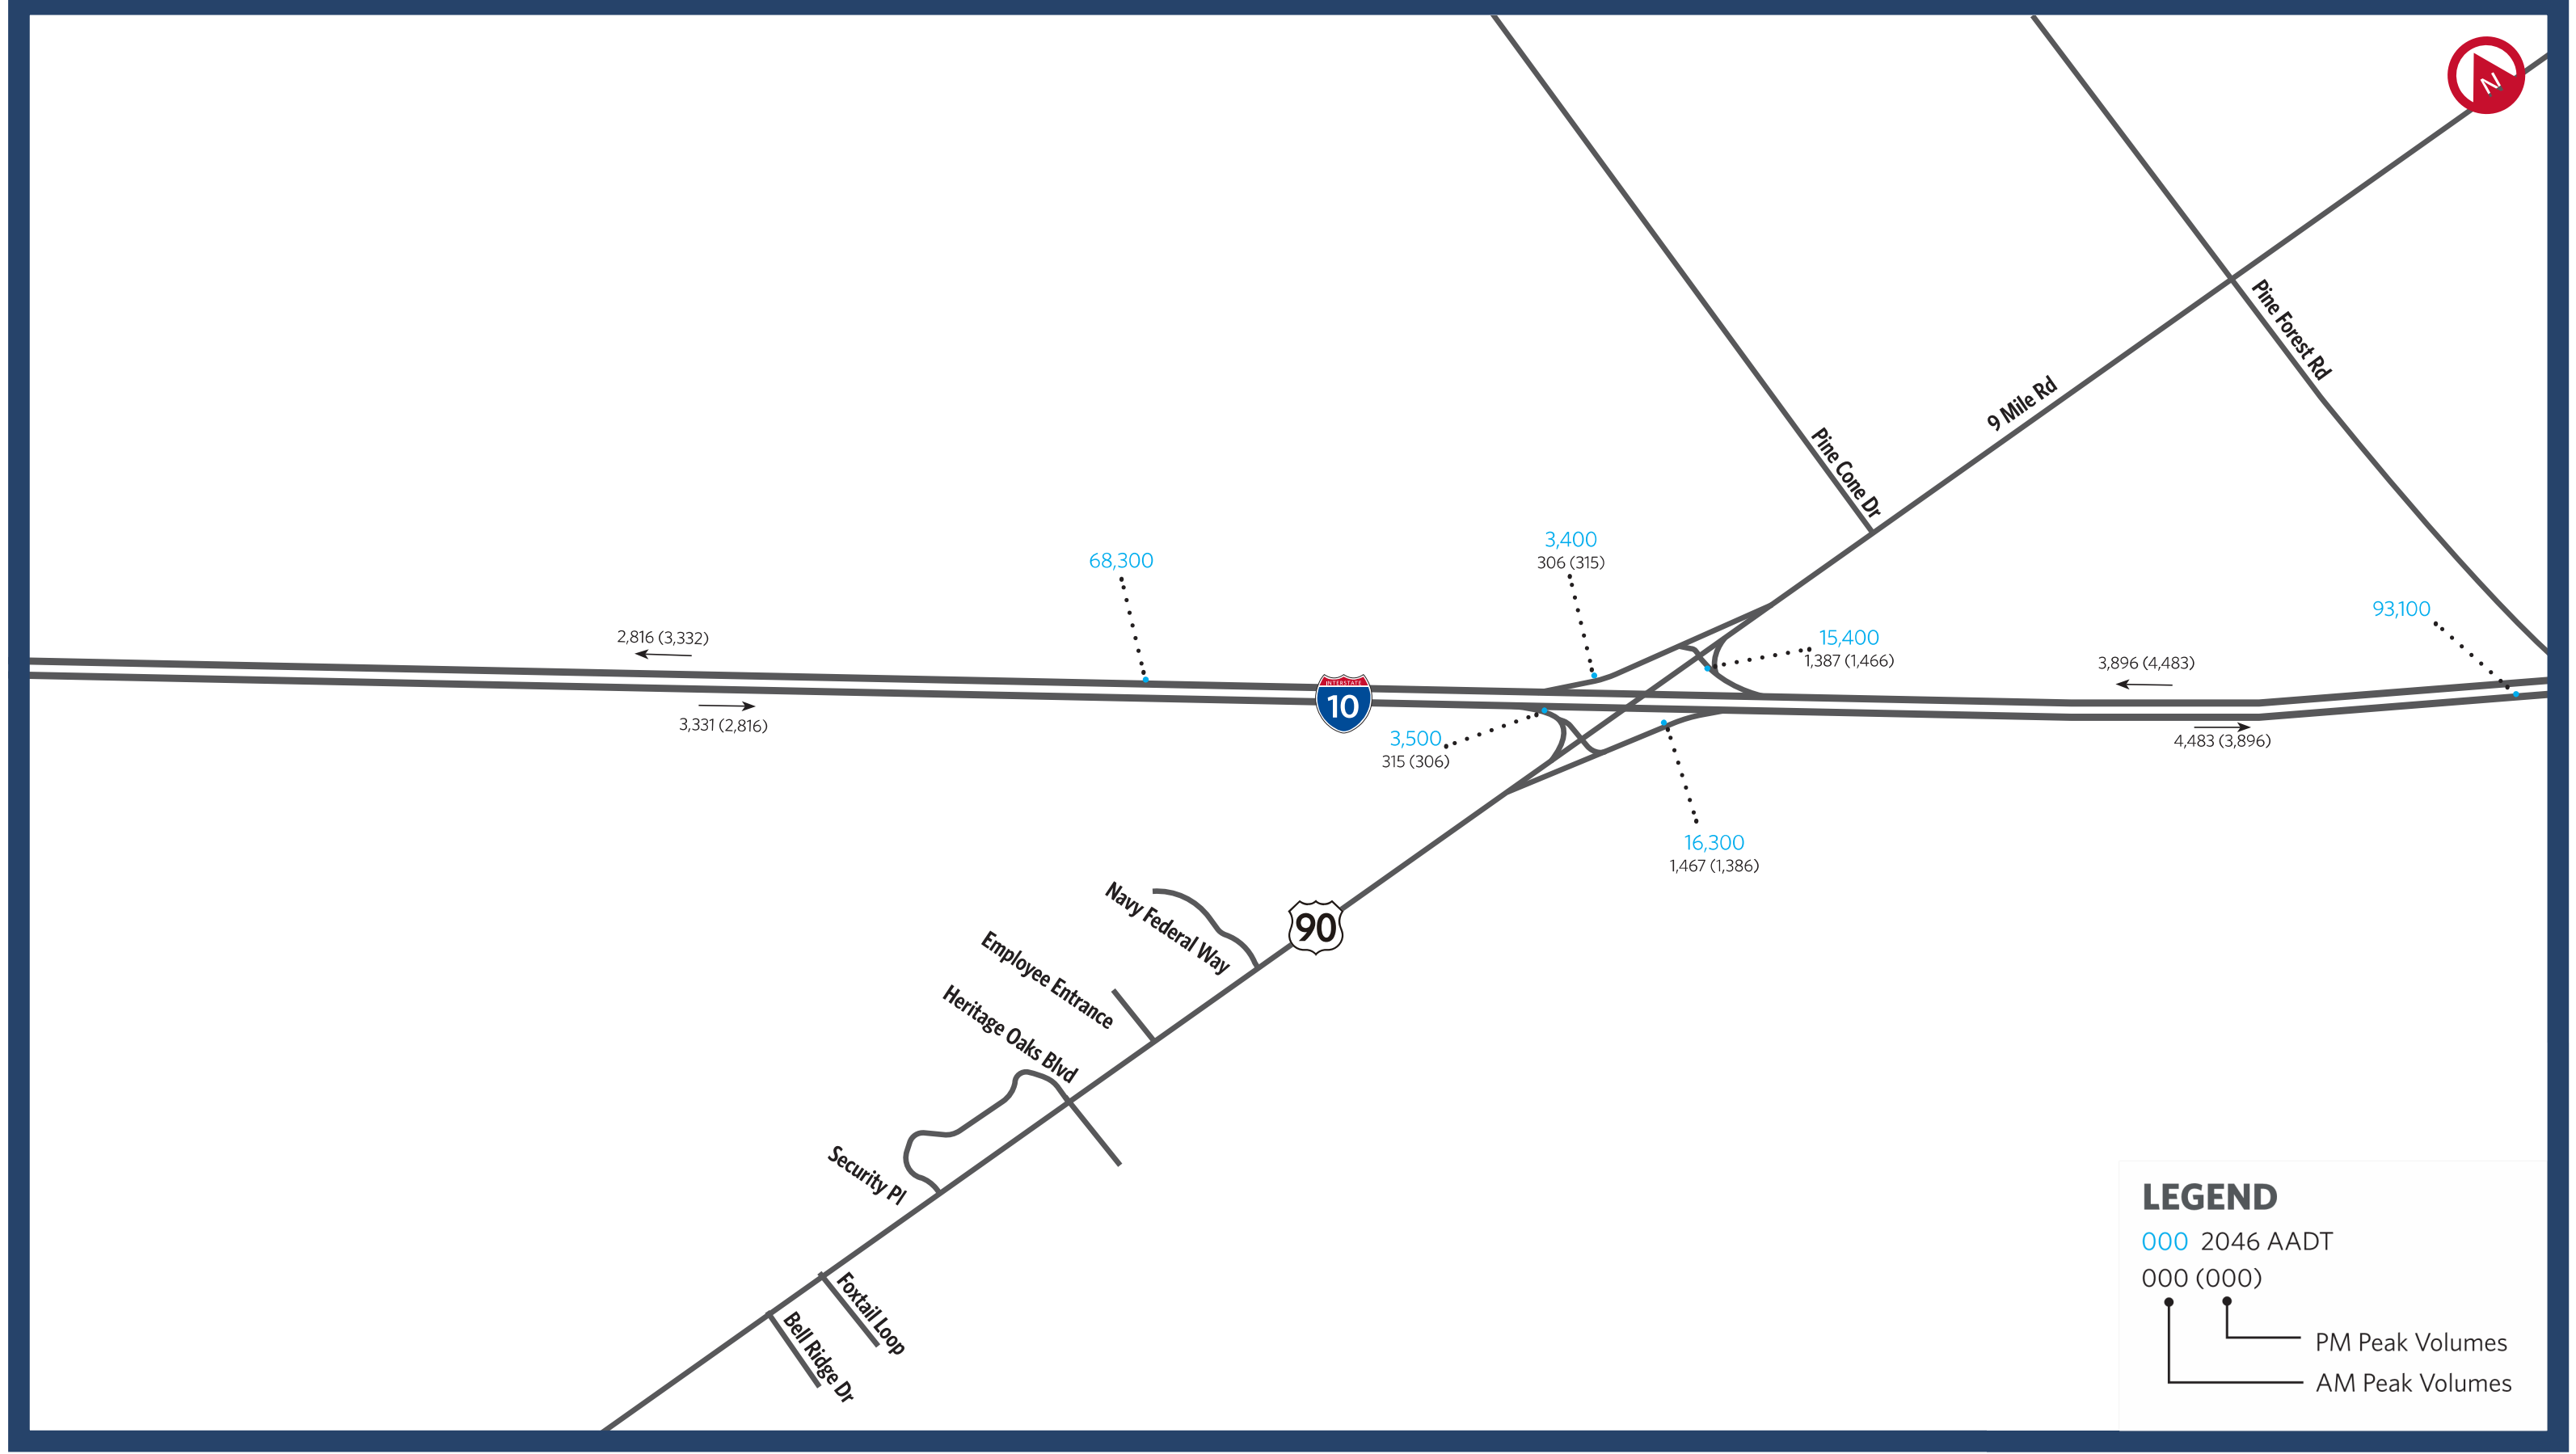 N
Pine Forest Rd
9 Mile Rd
Pine Cone Dr
3,400
306 (315)
68,300
93,100
2,816 (3,332)
15,400
1,387 (1,466)
3,896 (4,483)
INTERSTATE
10
3,331 (2,816)
3,500
315 (306)
4,483 (3,896)
16,300
1,467 (1,386)
90
Navy Federal Way
Employee Entrance
Heritage Oaks Blvd
Security Pl
Foxtail Loop
Bell Ridge Dr
LEGEND
000 2046 AADT
000 (000)
PM Peak Volumes
AM Peak Volumes